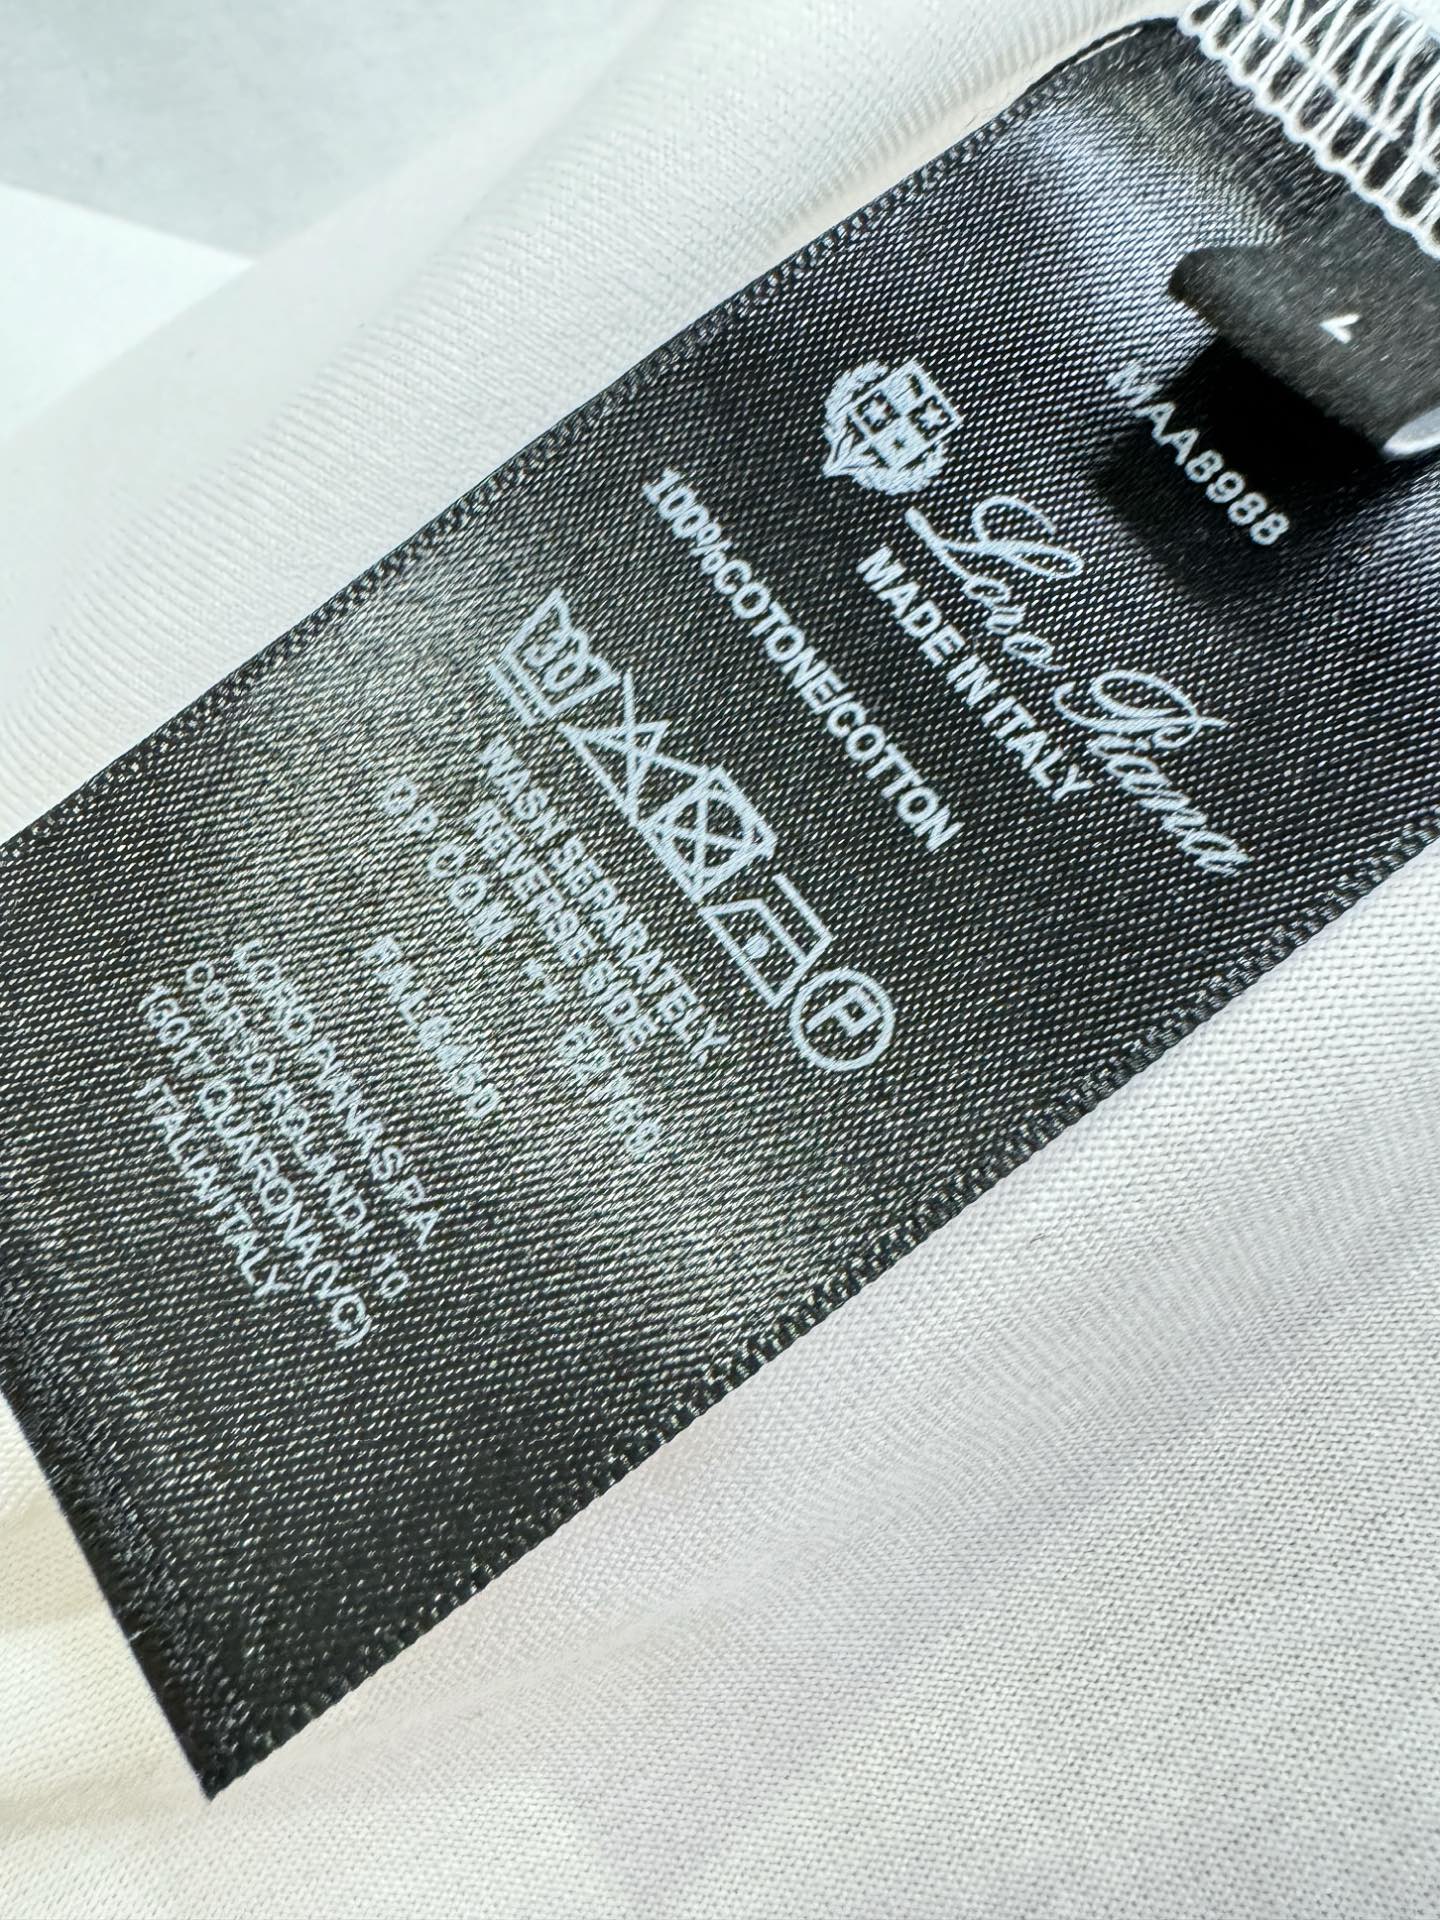 L
MAA8988
Loro Piana
MADE IN ITALY
100%COTONE/COTTON
30
P
WASH SEPARATELY
REVERSE SIDE
LORO PIANA S.P.A
CORSO ROLANDI, 10
QUARONA (VC)
ITALIA/ITALY